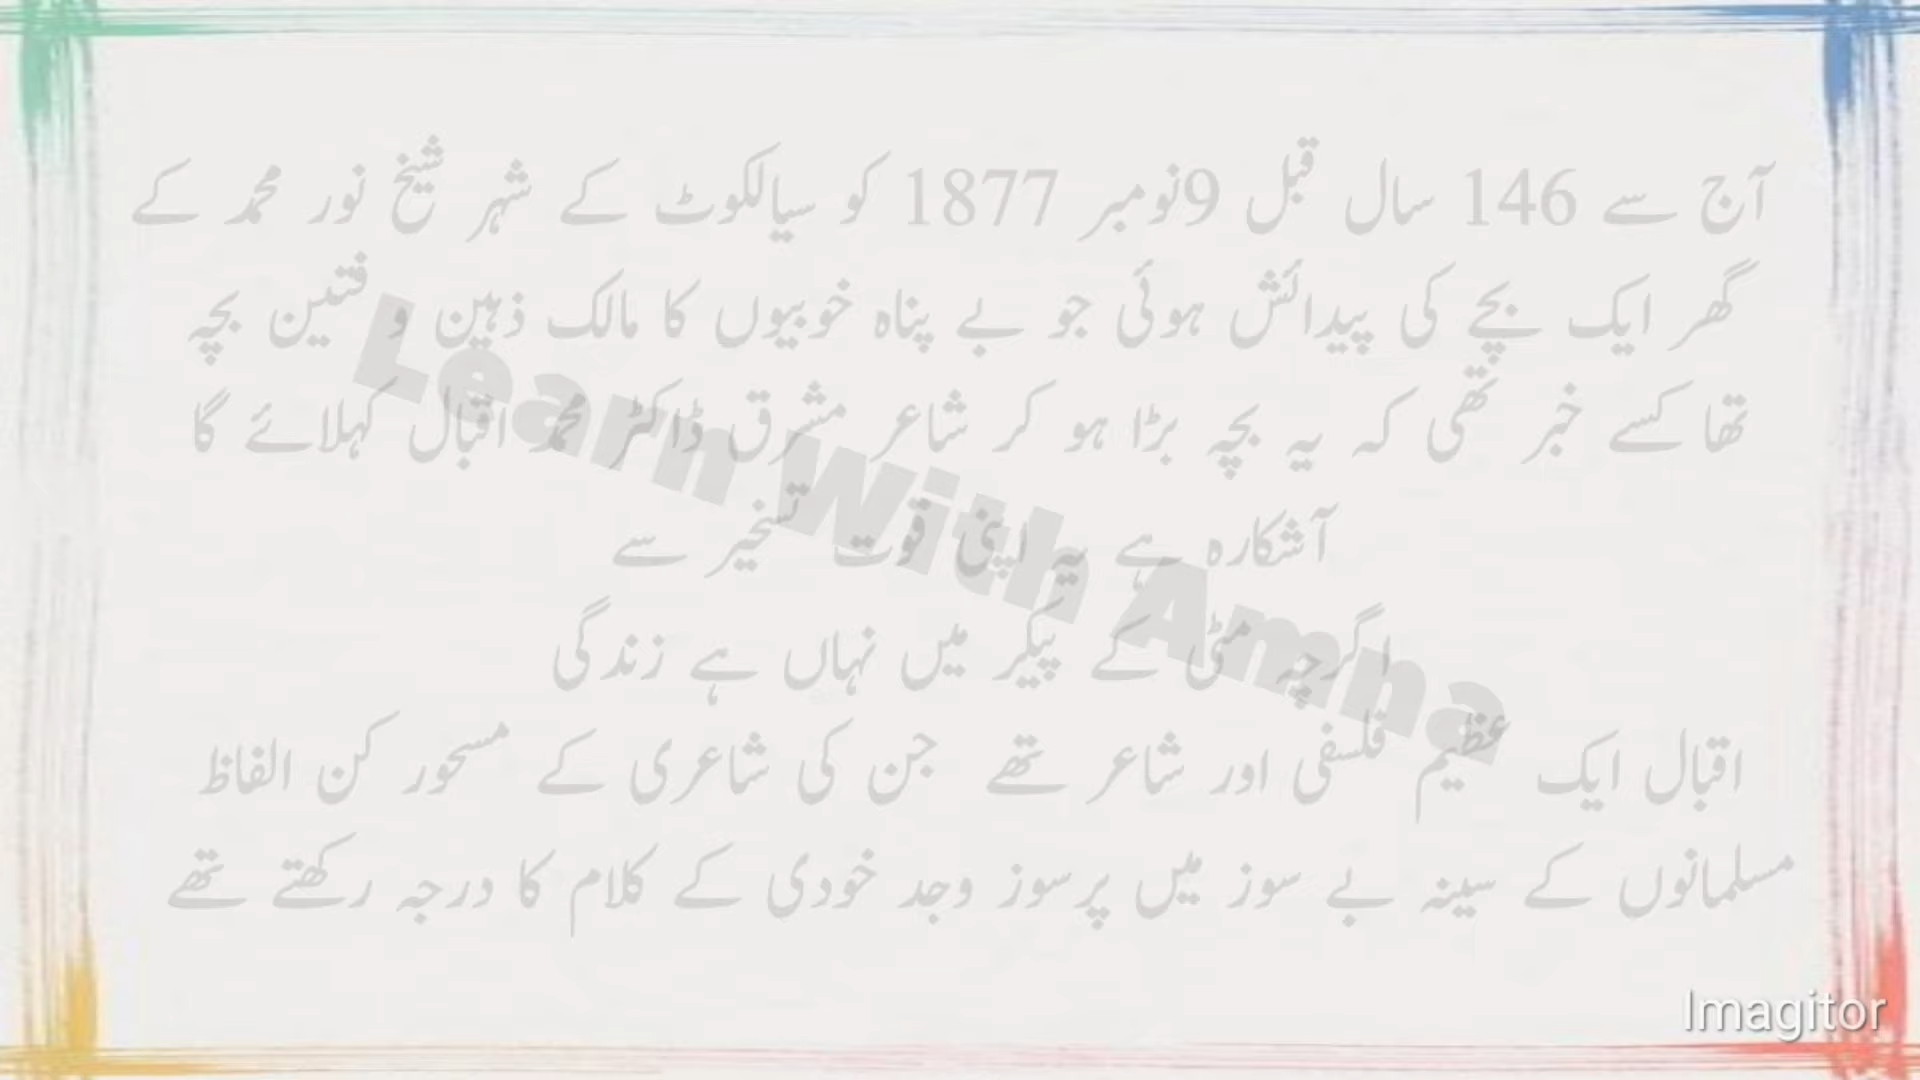 آج سے 146 سال قبل 9نومبر 1877 کو سیالکوٹ کے شہر شیخ نور محمد کے
گھر ایک بچے کی پیدائش ہوئی جو بے پناہ خوبیوں کا مالک ذہین و فتین بچہ
تھا کسے خبر تھی کہ یہ بچہ بڑا ہو کر شاعر مشرق ڈاکٹر محمد اقبال کہلائے گا
آشکارہ ہے یہ اپنی قوت تسخیر سے
اگرچہ مٹی کے پیکر میں نہاں ہے زندگی
اقبال ایک عظیم فلسفی اور شاعر تھے جن کی شاعری کے مسحور کن الفاظ
مسلمانوں کے سینہ بے سوز میں پرسوز وجد خودی کے کلام کا درجہ رکھتے تھے
Learn With Amna
Imagitor